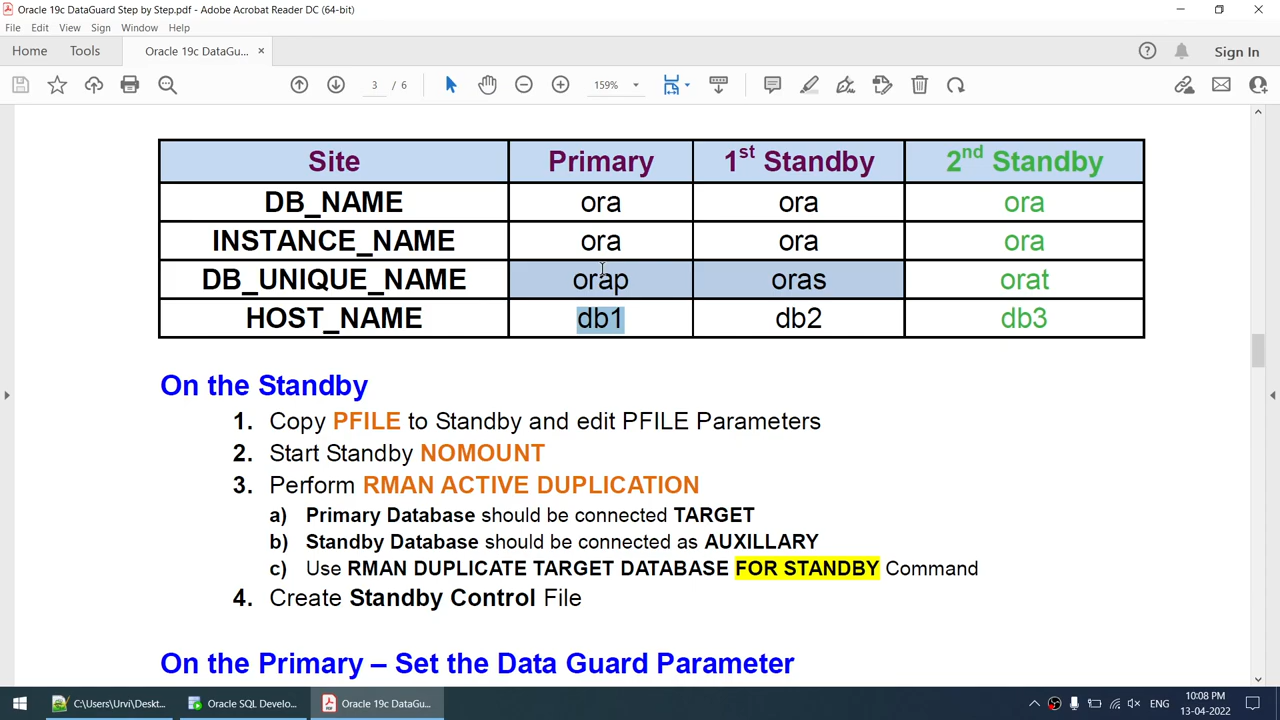 Oracle 19c DataGuard Step by Step.pdf - Adobe Acrobat Reader DC (64-bit)
File Edit View Sign Window Help
Home Tools Oracle 19c DataGu... × Sign In
3 / 6 159%
Site Primary 1st Standby 2nd Standby
DB_NAME ora ora ora
INSTANCE_NAME ora ora ora
DB_UNIQUE_NAME orap oras orat
HOST_NAME db1 db2 db3
On the Standby
1. Copy PFILE to Standby and edit PFILE Parameters
2. Start Standby NOMOUNT
3. Perform RMAN ACTIVE DUPLICATION
a) Primary Database should be connected TARGET
b) Standby Database should be connected as AUXILLARY
c) Use RMAN DUPLICATE TARGET DATABASE FOR STANDBY Command
4. Create Standby Control File
On the Primary – Set the Data Guard Parameter
C:\Users\Urvi\Deskt... Oracle SQL Develo... Oracle 19c DataGu... ENG 10:08 PM
13-04-2022